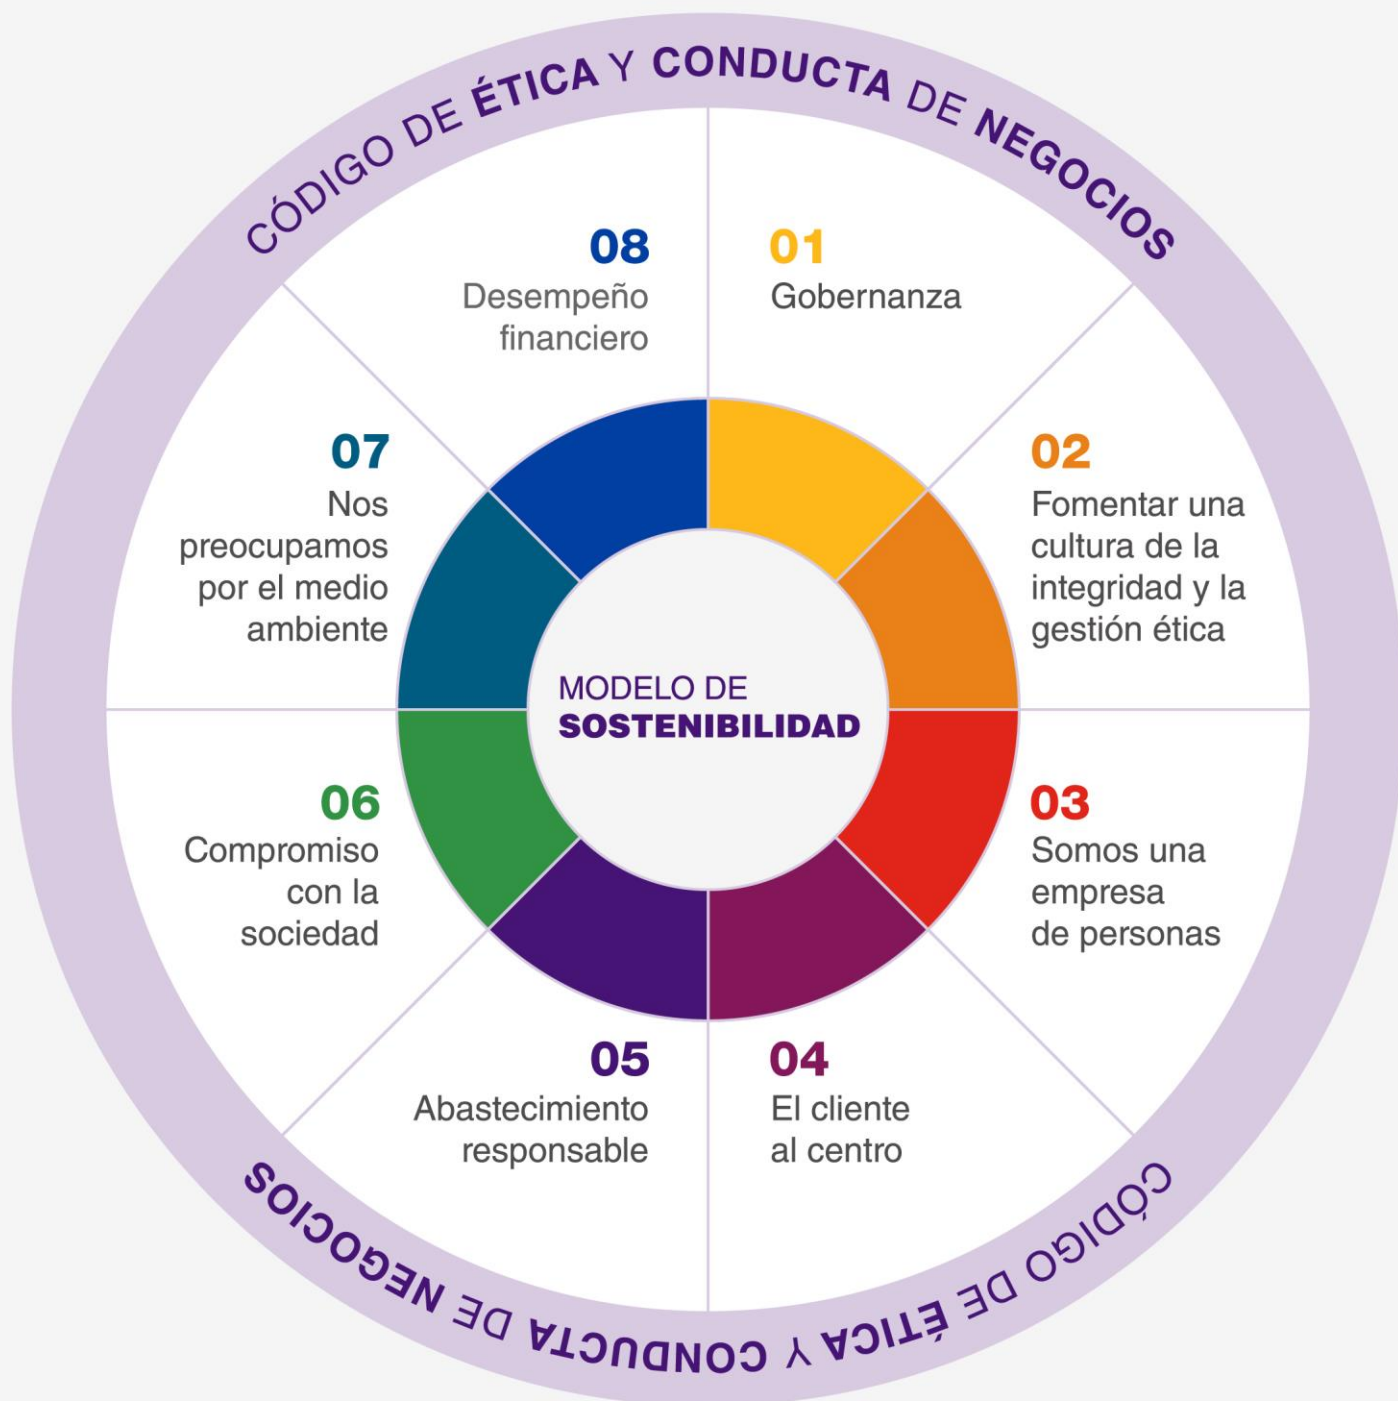 CÓDIGO DE ÉTICA Y CONDUCTA DE NEGOCIOS
01
Gobernanza
02
Fomentar una
cultura de la
integridad y la
gestión ética
03
Somos una
empresa
de personas
04
El cliente
al centro
05
Abastecimiento
responsable
06
Compromiso
con la
sociedad
07
Nos
preocupamos
por el medio
ambiente
08
Desempeño
financiero
MODELO DE
SOSTENIBILIDAD
CÓDIGO DE ÉTICA Y CONDUCTA DE NEGOCIOS